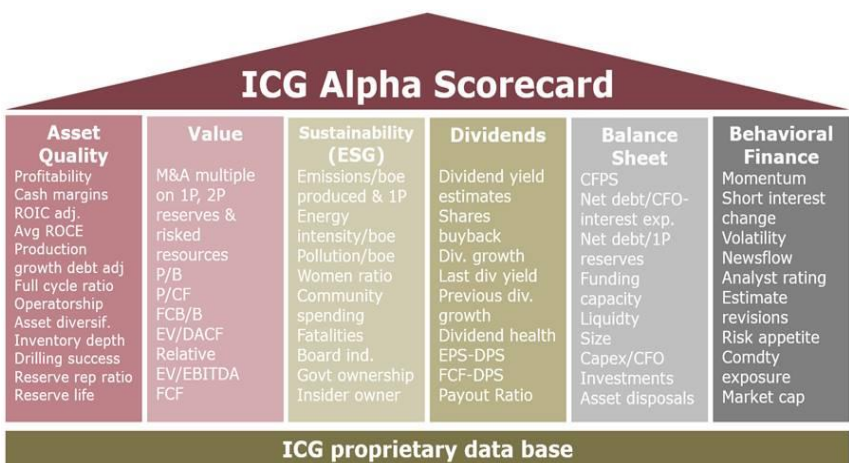 ICG Alpha Scorecard
Asset
Quality
Profitability
Cash margins
ROIC adj.
Avg ROCE
Production
growth debt adj
Full cycle ratio
Operatorship
Asset diversif.
Inventory depth
Drilling success
Reserve rep ratio
Reserve life
Value
M&A multiple
on 1P, 2P
reserves &
risked
resources
P/B
P/CF
FCB/B
EV/DACF
Relative
EV/EBITDA
FCF
Sustainability
(ESG)
Emissions/boe
produced & 1P
Energy
intensity/boe
Pollution/boe
Women ratio
Community
spending
Fatalities
Board ind.
Govt ownership
Insider owner
Dividends
Dividend yield
estimates
Shares
buyback
Div. growth
Last div yield
Previous div.
growth
Dividend health
EPS-DPS
FCF-DPS
Payout Ratio
Balance
Sheet
CFPS
Net debt/CFO-
interest exp.
Net debt/1P
reserves
Funding
capacity
Liquidty
Size
Capex/CFO
Investments
Asset disposals
Behavioral
Finance
Momentum
Short interest
change
Volatility
Newsflow
Analyst rating
Estimate
revisions
Risk appetite
Comdty
exposure
Market cap
ICG proprietary data base